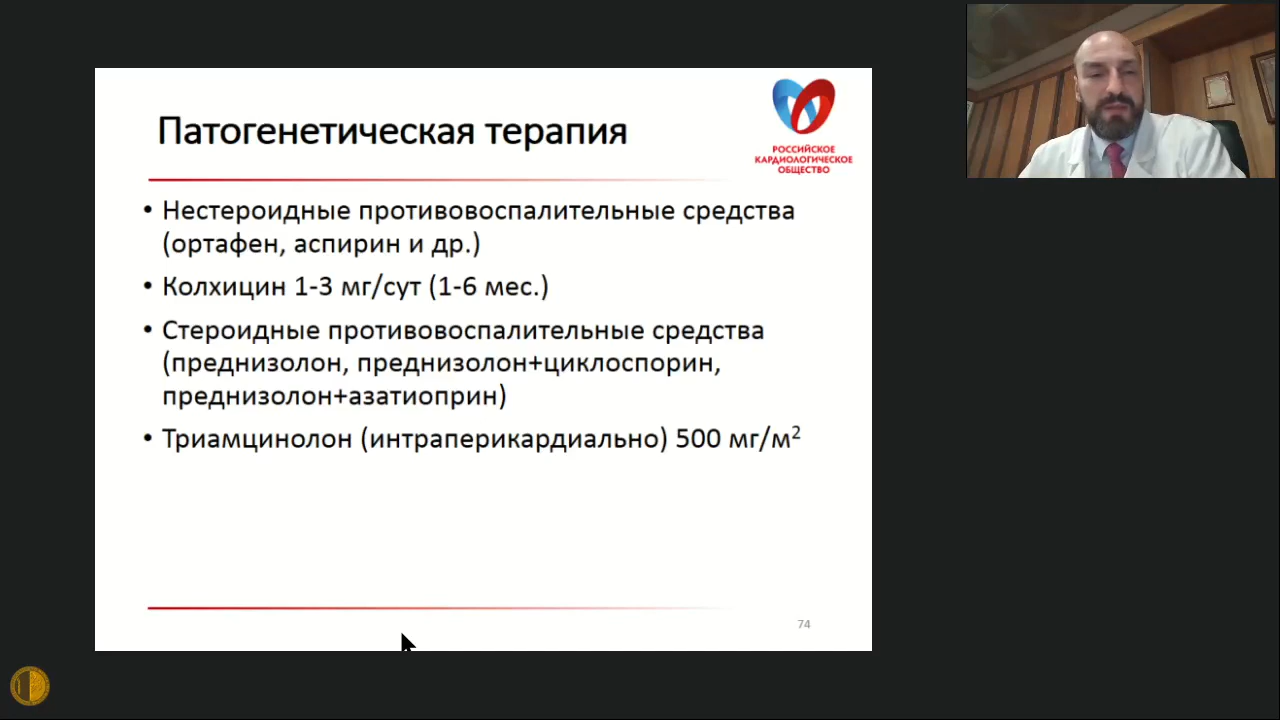 Патогенетическая терапия
РОССИЙСКОЕ
КАРДИОЛОГИЧЕСКОЕ
ОБЩЕСТВО
• Нестероидные противовоспалительные средства
(ортафен, аспирин и др.)
• Колхицин 1-3 мг/сут (1-6 мес.)
• Стероидные противовоспалительные средства
(преднизолон, преднизолон+циклоспорин,
преднизолон+азатиоприн)
• Триамцинолон (интраперикардиально) 500 мг/м²
74